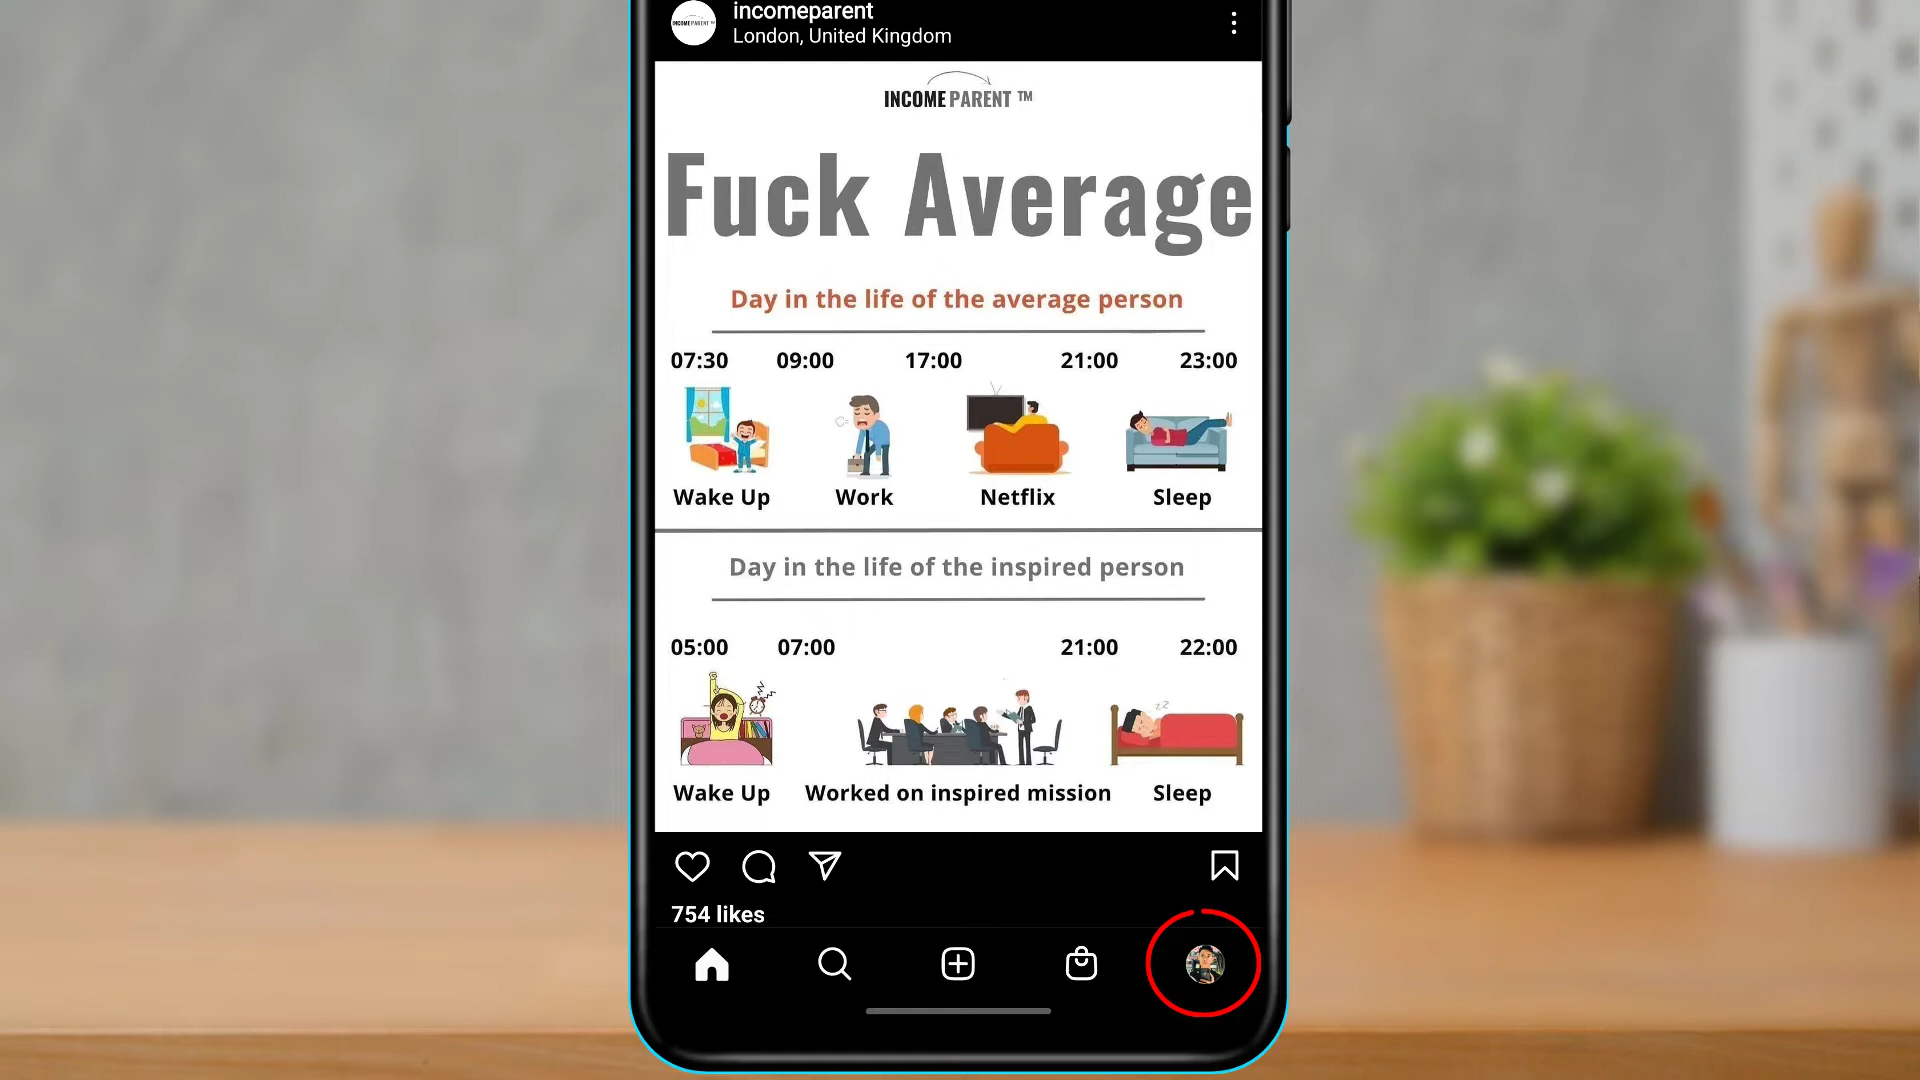 incomeparent
London, United Kingdom
INCOME PARENT ™
INCOME PARENT ™
Fuck Average
Day in the life of the average person
07:30 09:00 17:00 21:00 23:00
Wake Up Work Netflix Sleep
Day in the life of the inspired person
05:00 07:00 21:00 22:00
Wake Up Worked on inspired mission Sleep
754 likes